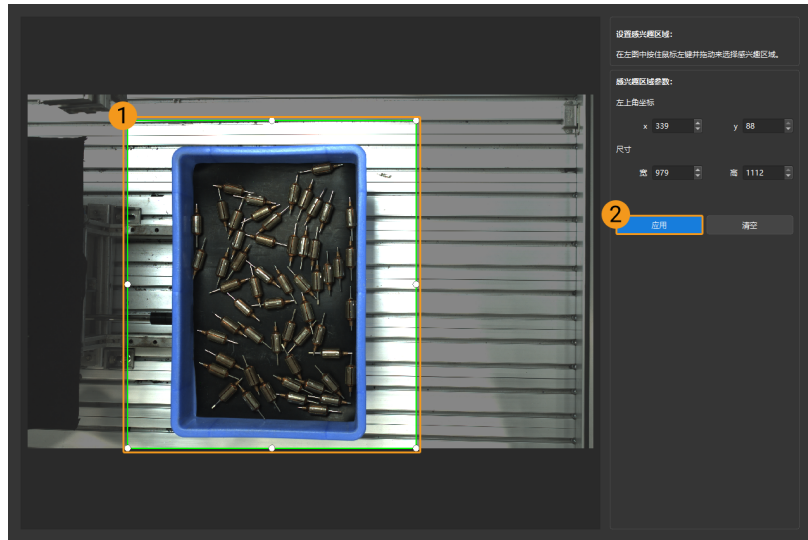 1
设置感兴趣区域:
在左图中按住鼠标左键并拖动来选择感兴趣区域。
感兴趣区域参数:
左上角坐标
x 339 y 88
尺寸
宽 979 高 1112
2
应用 清空